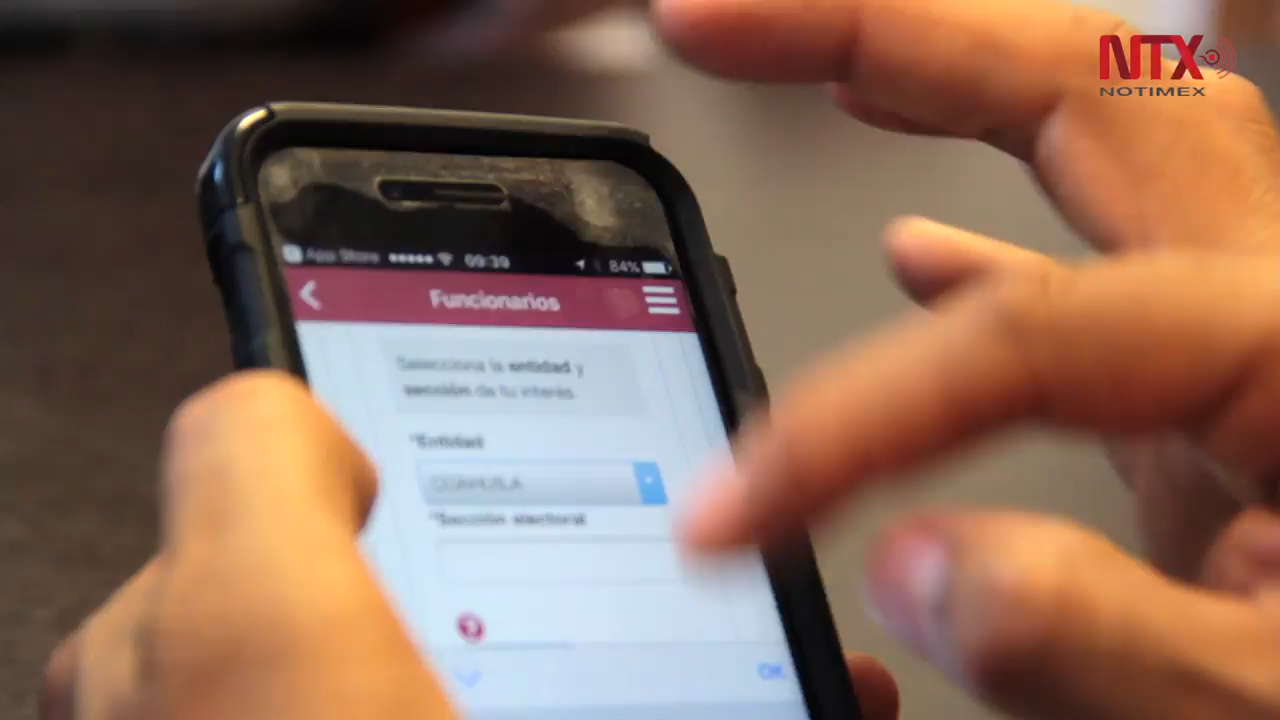 NTX
NOTIMEX
App Store 09:39 84%
Funcionarios
Selecciona la entidad y
sección de tu interés.
*Entidad
COAHUILA
*Sección electoral
?
OK